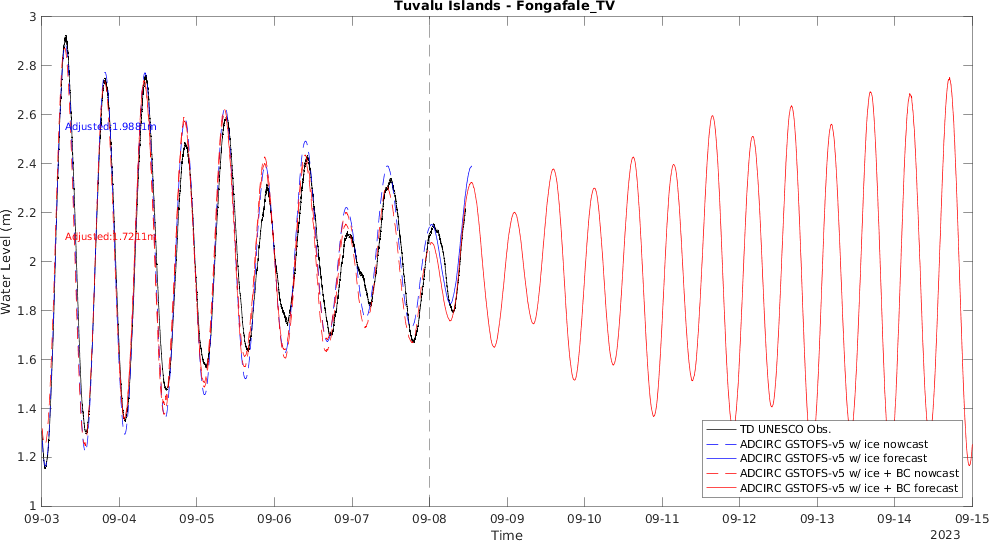 Tuvalu Islands - Fongafale_TV
Water Level (m)
3
2.8
2.6
2.4
2.2
2
1.8
1.6
1.4
1.2
1
Adjusted:1.9881m
Adjusted:1.7211m
TD UNESCO Obs.
ADCIRC GSTOFS-v5 w/ ice nowcast
ADCIRC GSTOFS-v5 w/ ice forecast
ADCIRC GSTOFS-v5 w/ ice + BC nowcast
ADCIRC GSTOFS-v5 w/ ice + BC forecast
09-03 09-04 09-05 09-06 09-07 09-08 09-09 09-10 09-11 09-12 09-13 09-14 09-15
Time
2023